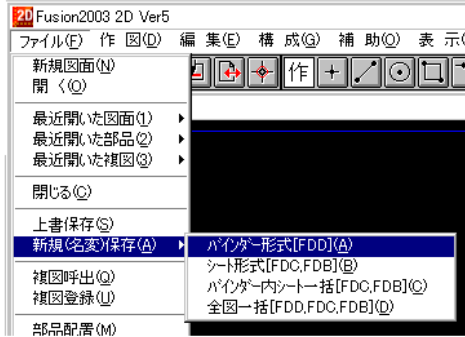 2D Fusion2003 2D Ver5
ファイル(F) 作 図(D) 編 集(E) 構 成(G) 補 助(O) 表 示(
新規図面(N)
開 く(O)
作
最近開いた図面(1)
最近開いた部品(2)
最近開いた複図(3)
閉じる(C)
上書保存(S)
新規(名変)保存(A)
バインダー形式[FDD](A)
シート形式[FDC,FDB](B)
複図呼出(Q)
バインダー内シート一括[FDC,FDB](C)
複図登録(U)
全図一括[FDD,FDC,FDB](D)
部品配置(M)